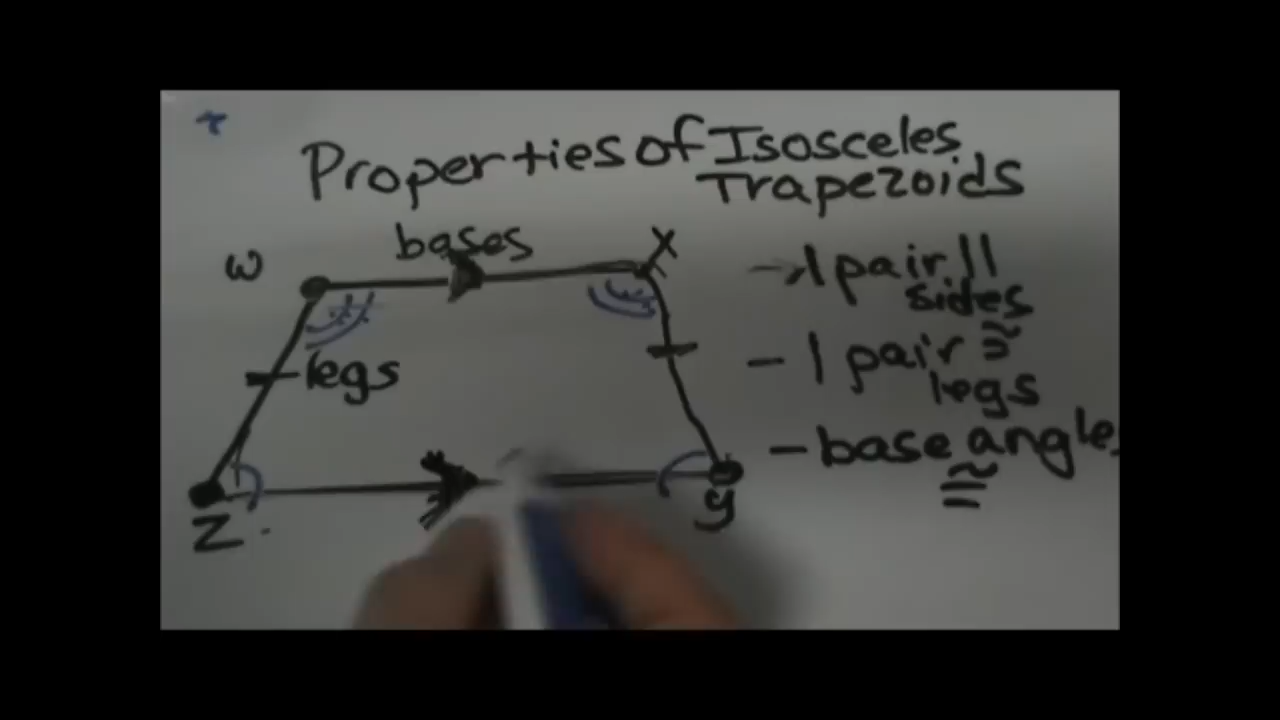 Properties of Isosceles
Trapezoids
bases
W
X
→ 1 pair ||
sides
- 1 pair ≅
legs
legs
- base angles
≅
Z
y